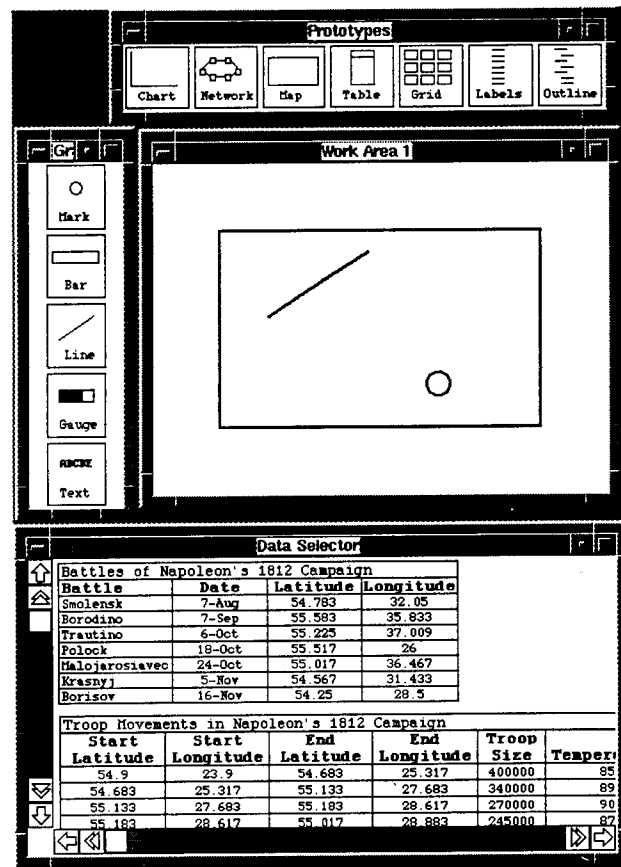 Prototypes
Chart Network Map Table Grid Labels Outline
Gr
Work Area 1
Mark
Bar
Line
Gauge
ABCDE
Text
Data Selector
Battles of Napoleon's 1812 Campaign
Battle Date Latitude Longitude
Smolensk 7-Aug 54.783 32.05
Borodino 7-Sep 55.583 35.833
Trautino 6-Oct 55.225 37.009
Polock 18-Oct 55.517 26
Malojarosiavec 24-Oct 55.017 36.467
Krasnyj 5-Nov 54.567 31.433
Borisov 16-Nov 54.25 28.5
Troop Movements in Napoleon's 1812 Campaign
Start Start End End Troop
Latitude Longitude Latitude Longitude Size Tempera
54.9 23.9 54.683 25.317 400000 85
54.683 25.317 55.133 27.683 340000 89
55.133 27.683 55.183 28.617 270000 90
55.183 28.617 55.017 28.883 245000 87